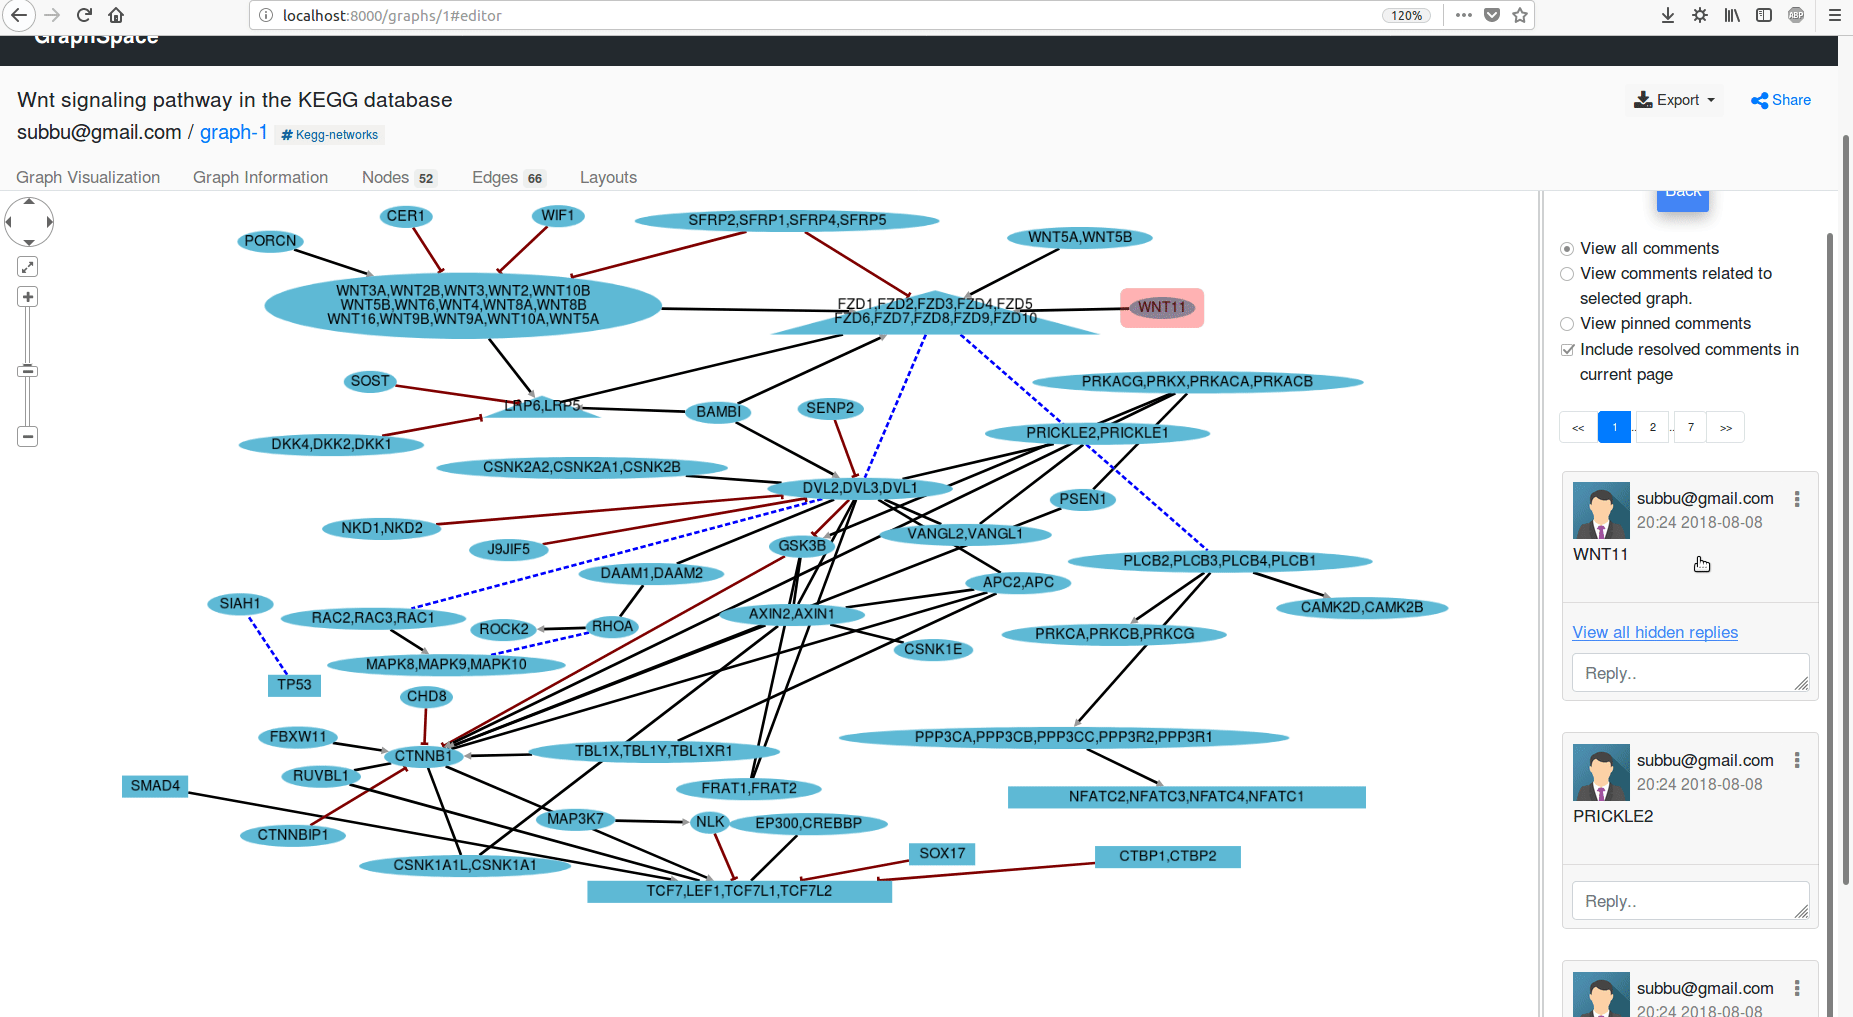 localhost:8000/graphs/1#editor
120%
ABP
GraphSpace
Wnt signaling pathway in the KEGG database
subbu@gmail.com / graph-1
# Kegg-networks
Export
Share
Graph Visualization
Graph Information
Nodes 52
Edges 66
Layouts
CER1
WIF1
SFRP2,SFRP1,SFRP4,SFRP5
PORCN
WNT5A,WNT5B
WNT3A,WNT2B,WNT3,WNT2,WNT10B
WNT5B,WNT6,WNT4,WNT8A,WNT8B
WNT16,WNT9B,WNT9A,WNT10A,WNT5A
FZD1,FZD2,FZD3,FZD4,FZD5
FZD6,FZD7,FZD8,FZD9,FZD10
WNT11
SOST
LRP6,LRP5
BAMBI
SENP2
PRKACG,PRKX,PRKACA,PRKACB
DKK4,DKK2,DKK1
PRICKLE2,PRICKLE1
CSNK2A2,CSNK2A1,CSNK2B
DVL2,DVL3,DVL1
PSEN1
NKD1,NKD2
VANGL2,VANGL1
J9JIF5
GSK3B
PLCB2,PLCB3,PLCB4,PLCB1
DAAM1,DAAM2
APC2,APC
SIAH1
RAC2,RAC3,RAC1
AXIN2,AXIN1
CAMK2D,CAMK2B
ROCK2
RHOA
PRKCA,PRKCB,PRKCG
CSNK1E
MAPK8,MAPK9,MAPK10
TP53
CHD8
FBXW11
CTNNB1
TBL1X,TBL1Y,TBL1XR1
PPP3CA,PPP3CB,PPP3CC,PPP3R2,PPP3R1
RUVBL1
SMAD4
FRAT1,FRAT2
NFATC2,NFATC3,NFATC4,NFATC1
MAP3K7
NLK
EP300,CREBBP
CTNNBIP1
SOX17
CTBP1,CTBP2
CSNK1A1L,CSNK1A1
TCF7,LEF1,TCF7L1,TCF7L2
Back
View all comments
View comments related to
selected graph.
View pinned comments
Include resolved comments in
current page
<< 1 .. 2 .. 7 >>
subbu@gmail.com
20:24 2018-08-08
WNT11
View all hidden replies
Reply..
subbu@gmail.com
20:24 2018-08-08
PRICKLE2
Reply..
subbu@gmail.com
20:24 2018-08-08